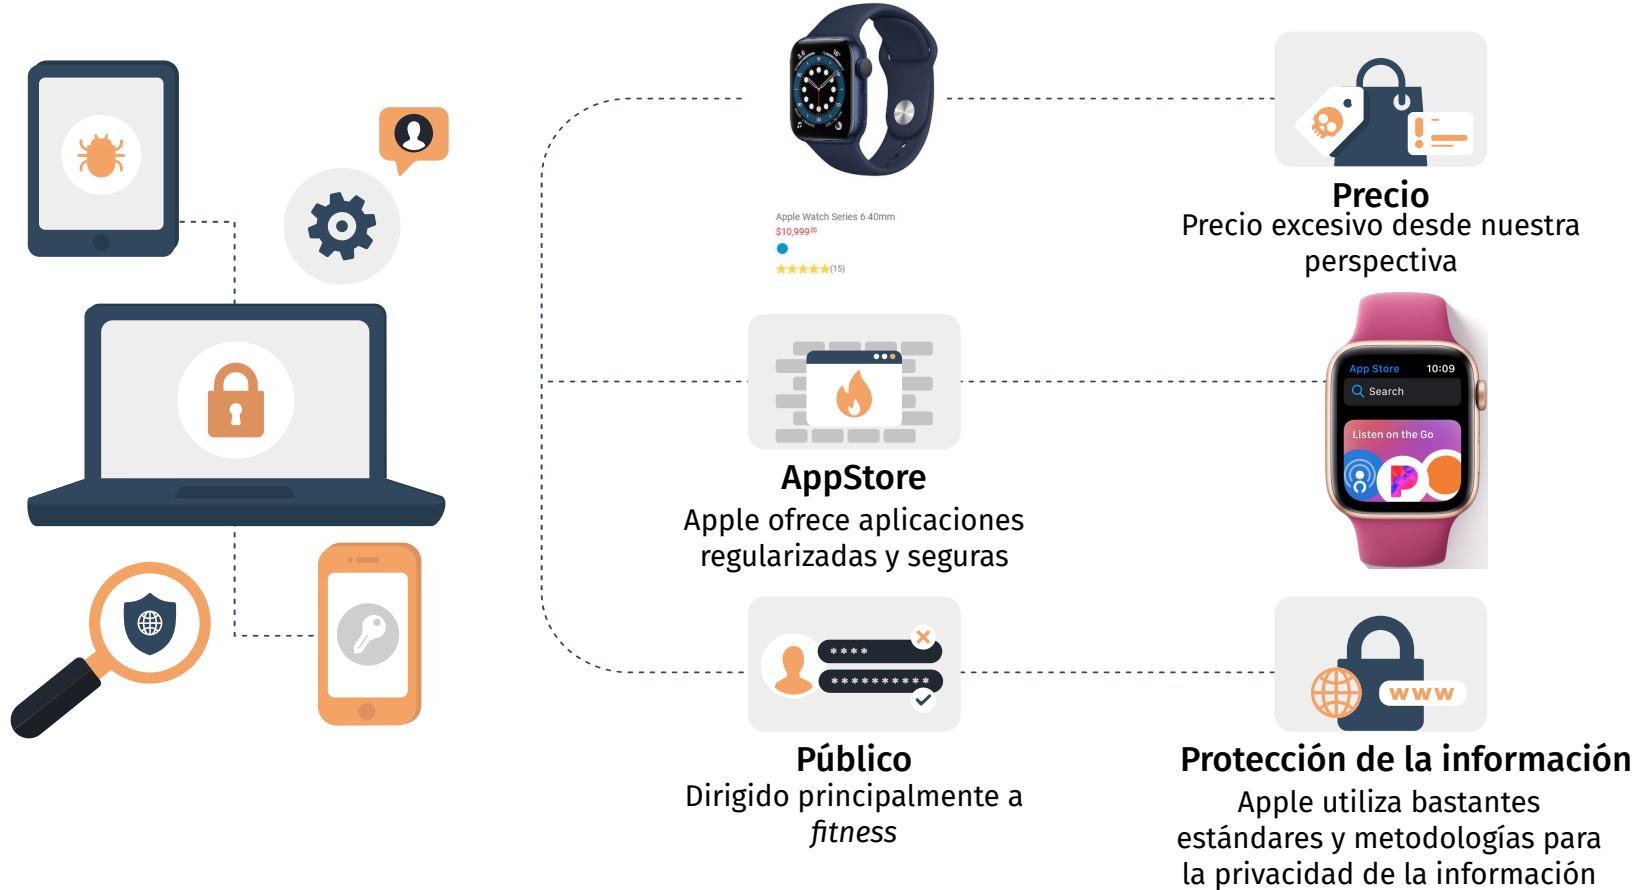 Apple Watch Series 6 40mm
$10,999.00
(15)
Precio
Precio excesivo desde nuestra
perspectiva
AppStore
Apple ofrece aplicaciones
regularizadas y seguras
App Store 10:09
Search
Listen on the Go
Público
Dirigido principalmente a
fitness
www
Protección de la información
Apple utiliza bastantes
estándares y metodologías para
la privacidad de la información